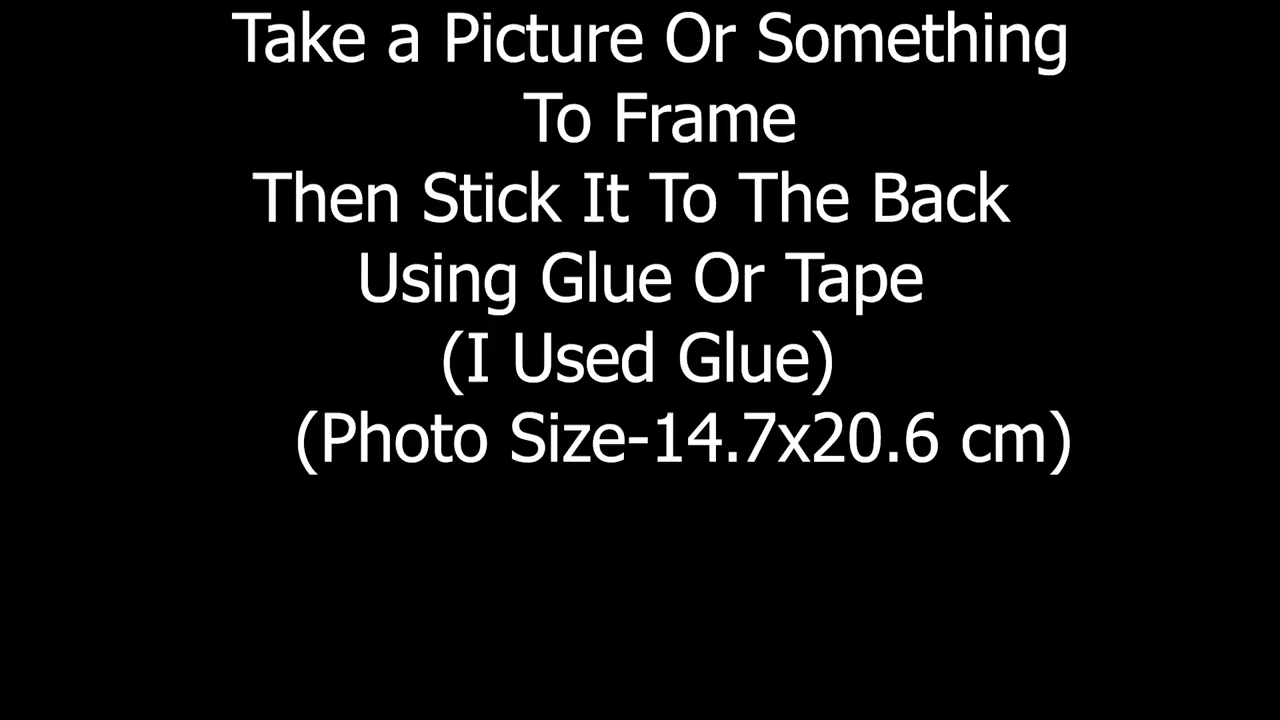 Take a Picture Or Something
To Frame
Then Stick It To The Back
Using Glue Or Tape
(I Used Glue)
(Photo Size-14.7x20.6 cm)